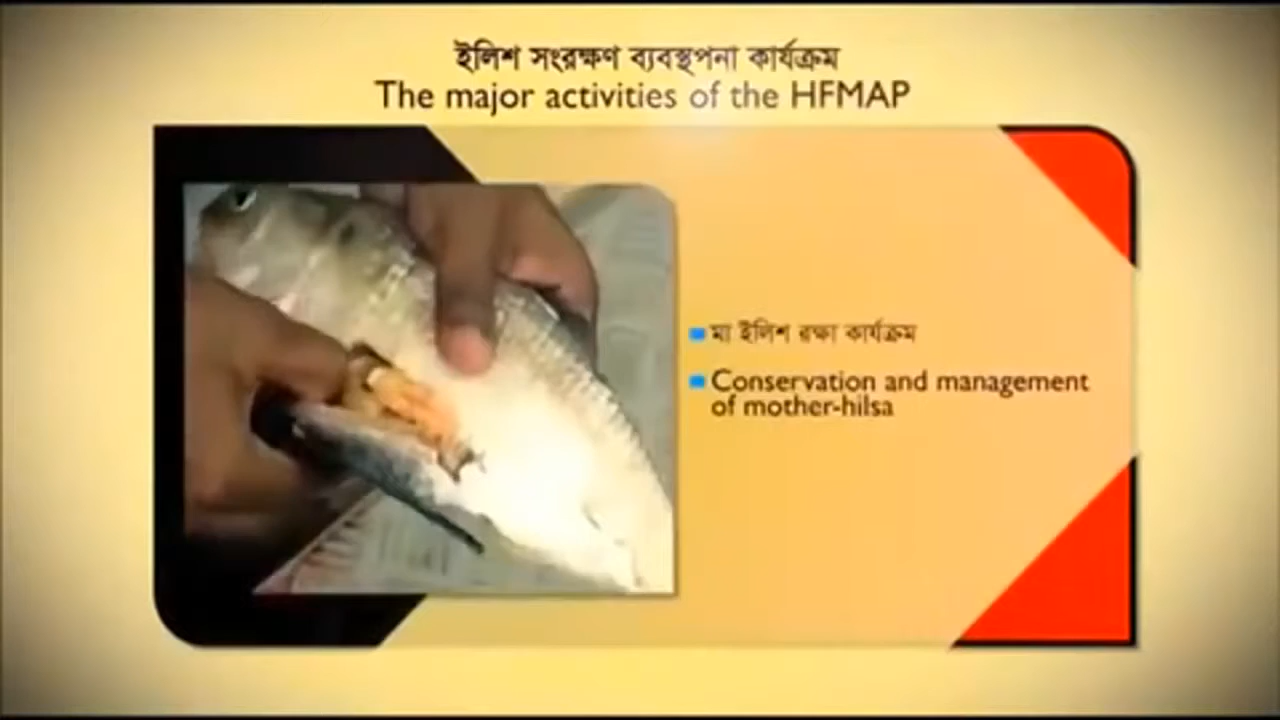 ইলিশ সংরক্ষণ ব্যবস্থপনা কার্যক্রম
The major activities of the HFMAP
মা ইলিশ রক্ষা কার্যক্রম
Conservation and management
of mother-hilsa